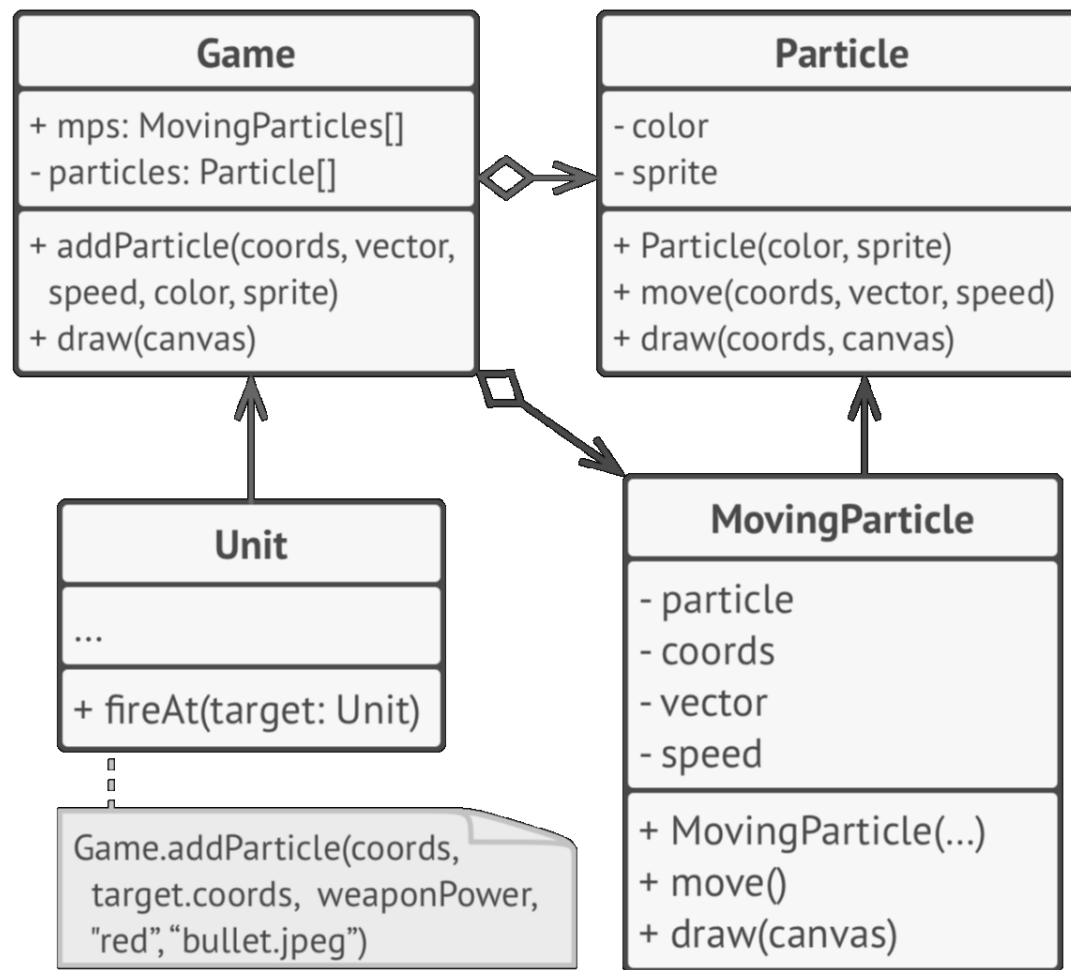 Game
+ mps: MovingParticles[]
- particles: Particle[]
+ addParticle(coords, vector,
speed, color, sprite)
+ draw(canvas)
Particle
- color
- sprite
+ Particle(color, sprite)
+ move(coords, vector, speed)
+ draw(coords, canvas)
Unit
...
+ fireAt(target: Unit)
Game.addParticle(coords,
target.coords, weaponPower,
"red”, “bullet.jpeg”)
MovingParticle
- particle
- coords
- vector
- speed
+ MovingParticle(...)
+ move()
+ draw(canvas)